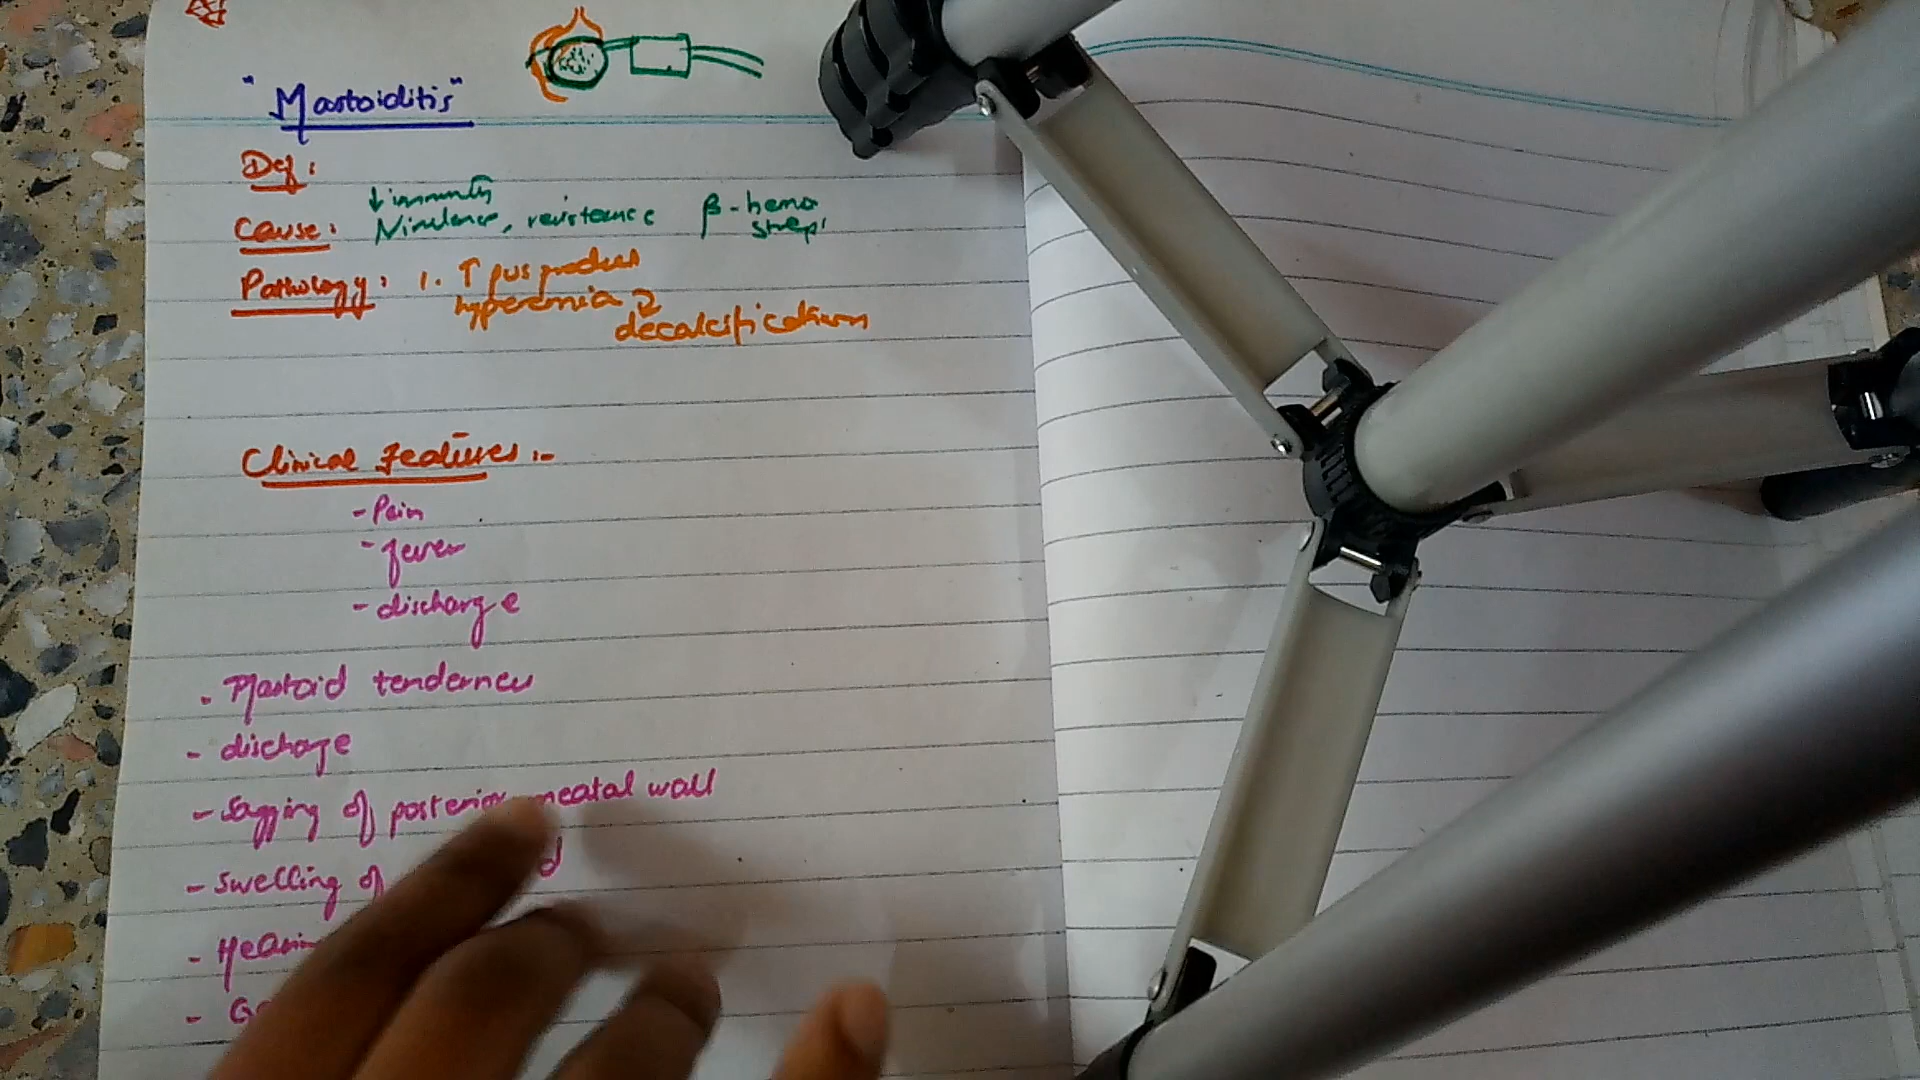 "Mastoiditis"
Def:
↓ immunity
Cause: Virulence, resistance β-hemo
strep'
Pathology: 1. ↑ pus produc
hyperemia
decalcification
Clinical Features :-
- Pain
- fever
- discharge
. Mastoid tenderness
- discharge
- Sagging of posterior meatal wall
- Swelling of